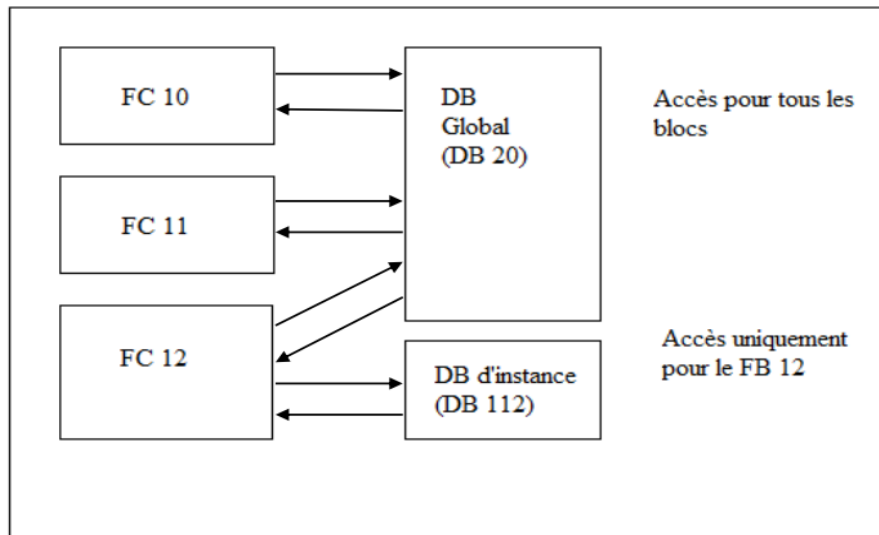 FC 10
DB
Global
(DB 20)
Accès pour tous les
blocs
FC 11
FC 12
Accès uniquement
pour le FB 12
DB d'instance
(DB 112)